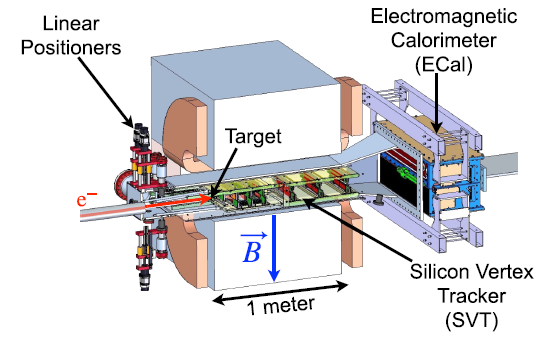 Linear
Positioners
Electromagnetic
Calorimeter
(ECal)
Target
e−
B
1 meter
Silicon Vertex
Tracker
(SVT)